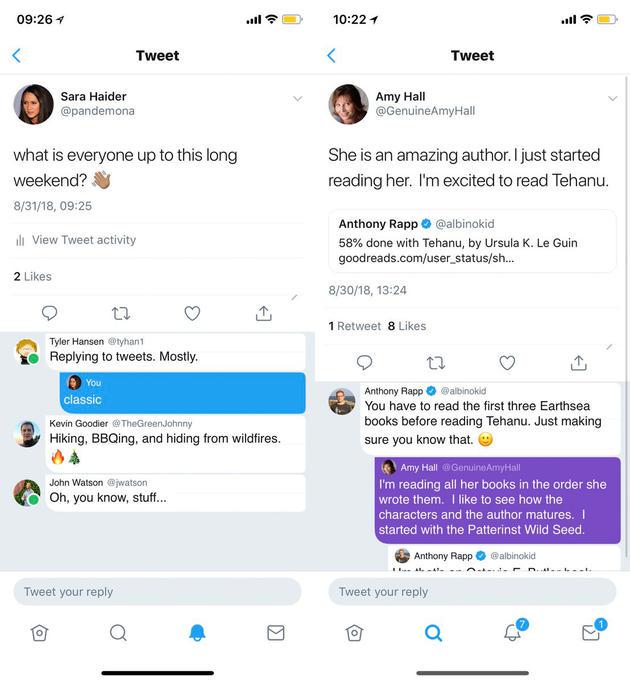 09:26
Tweet
Sara Haider
@pandemona
what is everyone up to this long
weekend? 👋🏽
8/31/18, 09:25
View Tweet activity
2 Likes
Tyler Hansen @tyhan1
Replying to tweets. Mostly.
You
classic
Kevin Goodier @TheGreenJohnny
Hiking, BBQing, and hiding from wildfires.
🔥🌲
John Watson @jwatson
Oh, you know, stuff...
Tweet your reply
10:22
Tweet
Amy Hall
@GenuineAmyHall
She is an amazing author. I just started
reading her. I'm excited to read Tehanu.
Anthony Rapp @albinokid
58% done with Tehanu, by Ursula K. Le Guin
goodreads.com/user_status/sh...
8/30/18, 13:24
1 Retweet 8 Likes
Anthony Rapp @albinokid
You have to read the first three Earthsea
books before reading Tehanu. Just making
sure you know that. 🙂
Amy Hall @GenuineAmyHall
I'm reading all her books in the order she
wrote them. I like to see how the
characters and the author matures. I
started with the Patterinst Wild Seed.
Anthony Rapp @albinokid
Tweet your reply
7
1